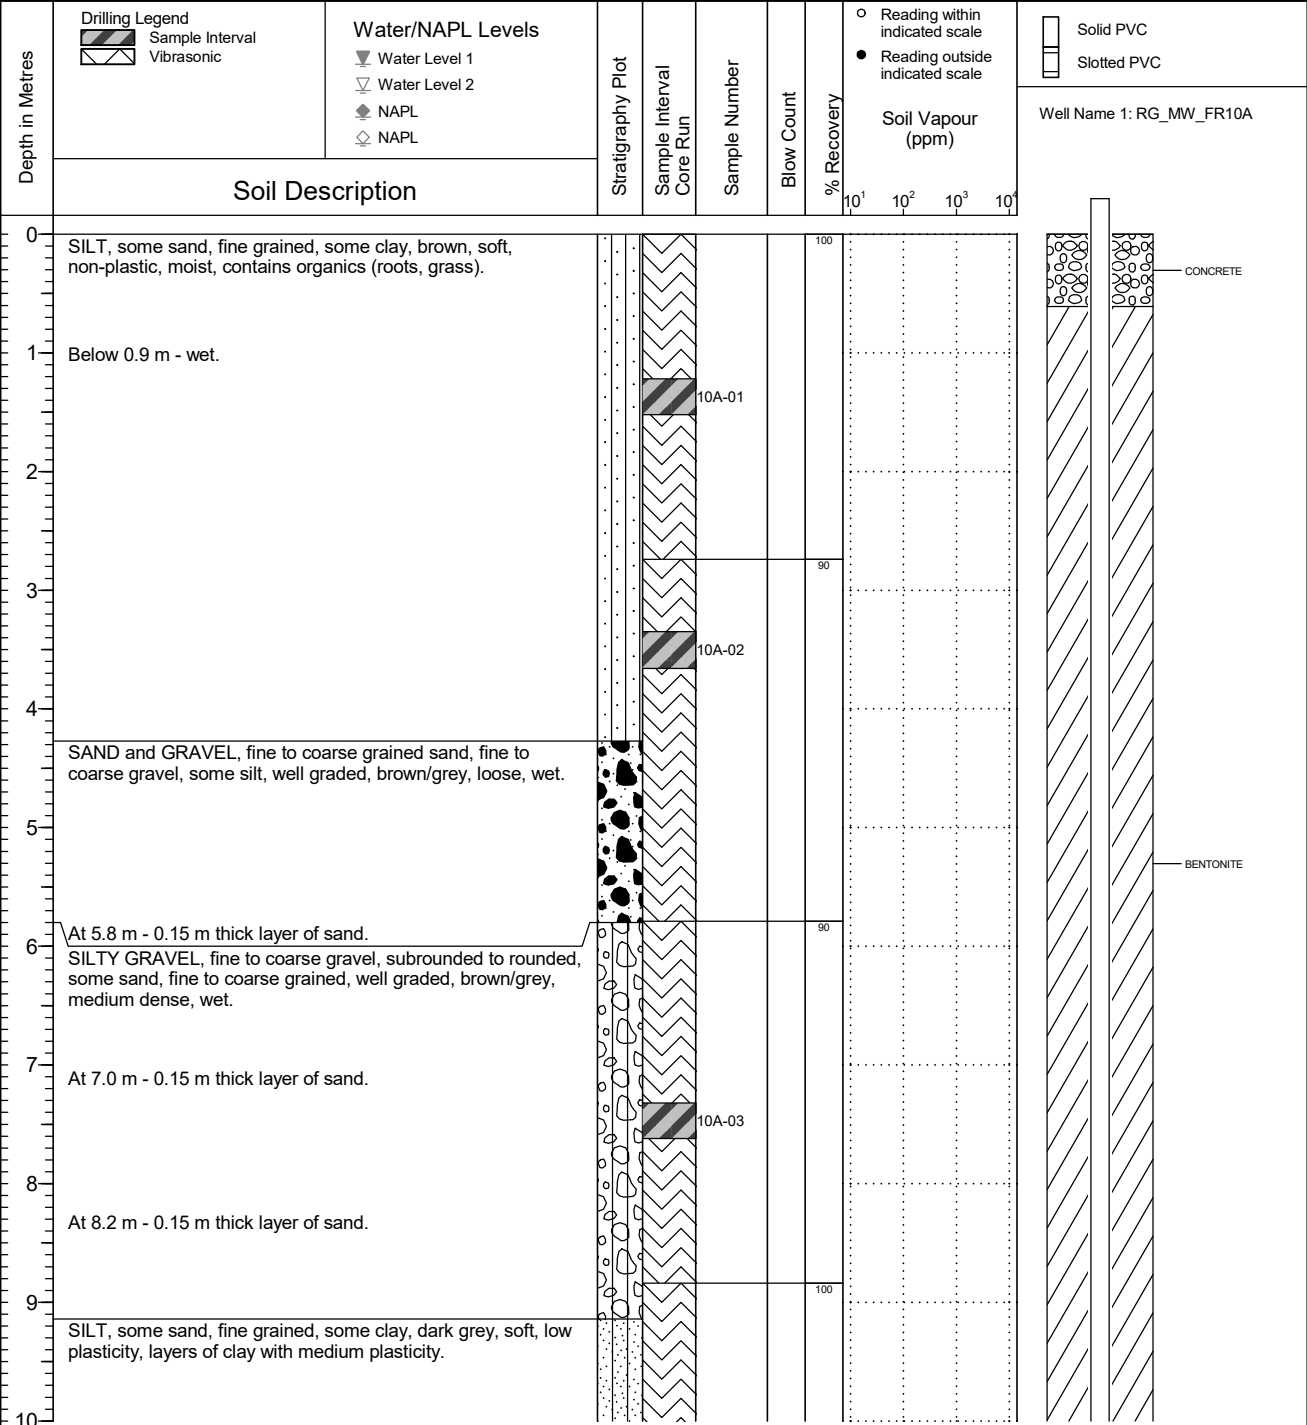 Depth in Metres
Drilling Legend
Sample Interval
Vibrasonic
Water/NAPL Levels
Water Level 1
Water Level 2
NAPL
NAPL
Soil Description
Stratigraphy Plot
Sample Interval
Core Run
Sample Number
Blow Count
% Recovery
Reading within
indicated scale
Reading outside
indicated scale
Soil Vapour
(ppm)
10¹ 10² 10³ 10⁴
Solid PVC
Slotted PVC
Well Name 1: RG_MW_FR10A
0
SILT, some sand, fine grained, some clay, brown, soft,
non-plastic, moist, contains organics (roots, grass).
100
CONCRETE
1
Below 0.9 m - wet.
10A-01
2
90
3
10A-02
4
SAND and GRAVEL, fine to coarse grained sand, fine to
coarse gravel, some silt, well graded, brown/grey, loose, wet.
5
BENTONITE
At 5.8 m - 0.15 m thick layer of sand.
90
6
SILTY GRAVEL, fine to coarse gravel, subrounded to rounded,
some sand, fine to coarse grained, well graded, brown/grey,
medium dense, wet.
7
At 7.0 m - 0.15 m thick layer of sand.
10A-03
8
At 8.2 m - 0.15 m thick layer of sand.
100
9
SILT, some sand, fine grained, some clay, dark grey, soft, low
plasticity, layers of clay with medium plasticity.
10